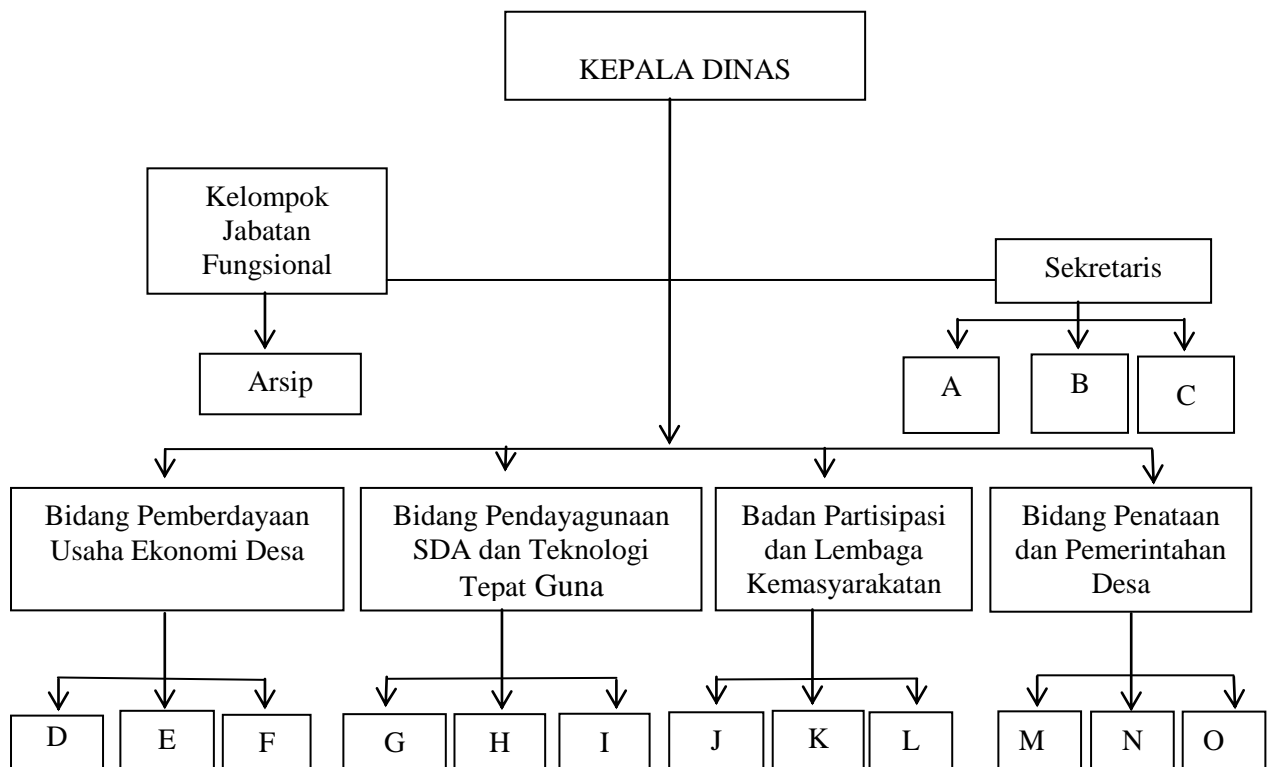 KEPALA DINAS
Kelompok
Jabatan
Fungsional
Sekretaris
Arsip
A
B
C
Bidang Pemberdayaan
Usaha Ekonomi Desa
Bidang Pendayagunaan
SDA dan Teknologi
Tepat Guna
Badan Partisipasi
dan Lembaga
Kemasyarakatan
Bidang Penataan
dan Pemerintahan
Desa
D
E
F
G
H
I
J
K
L
M
N
O